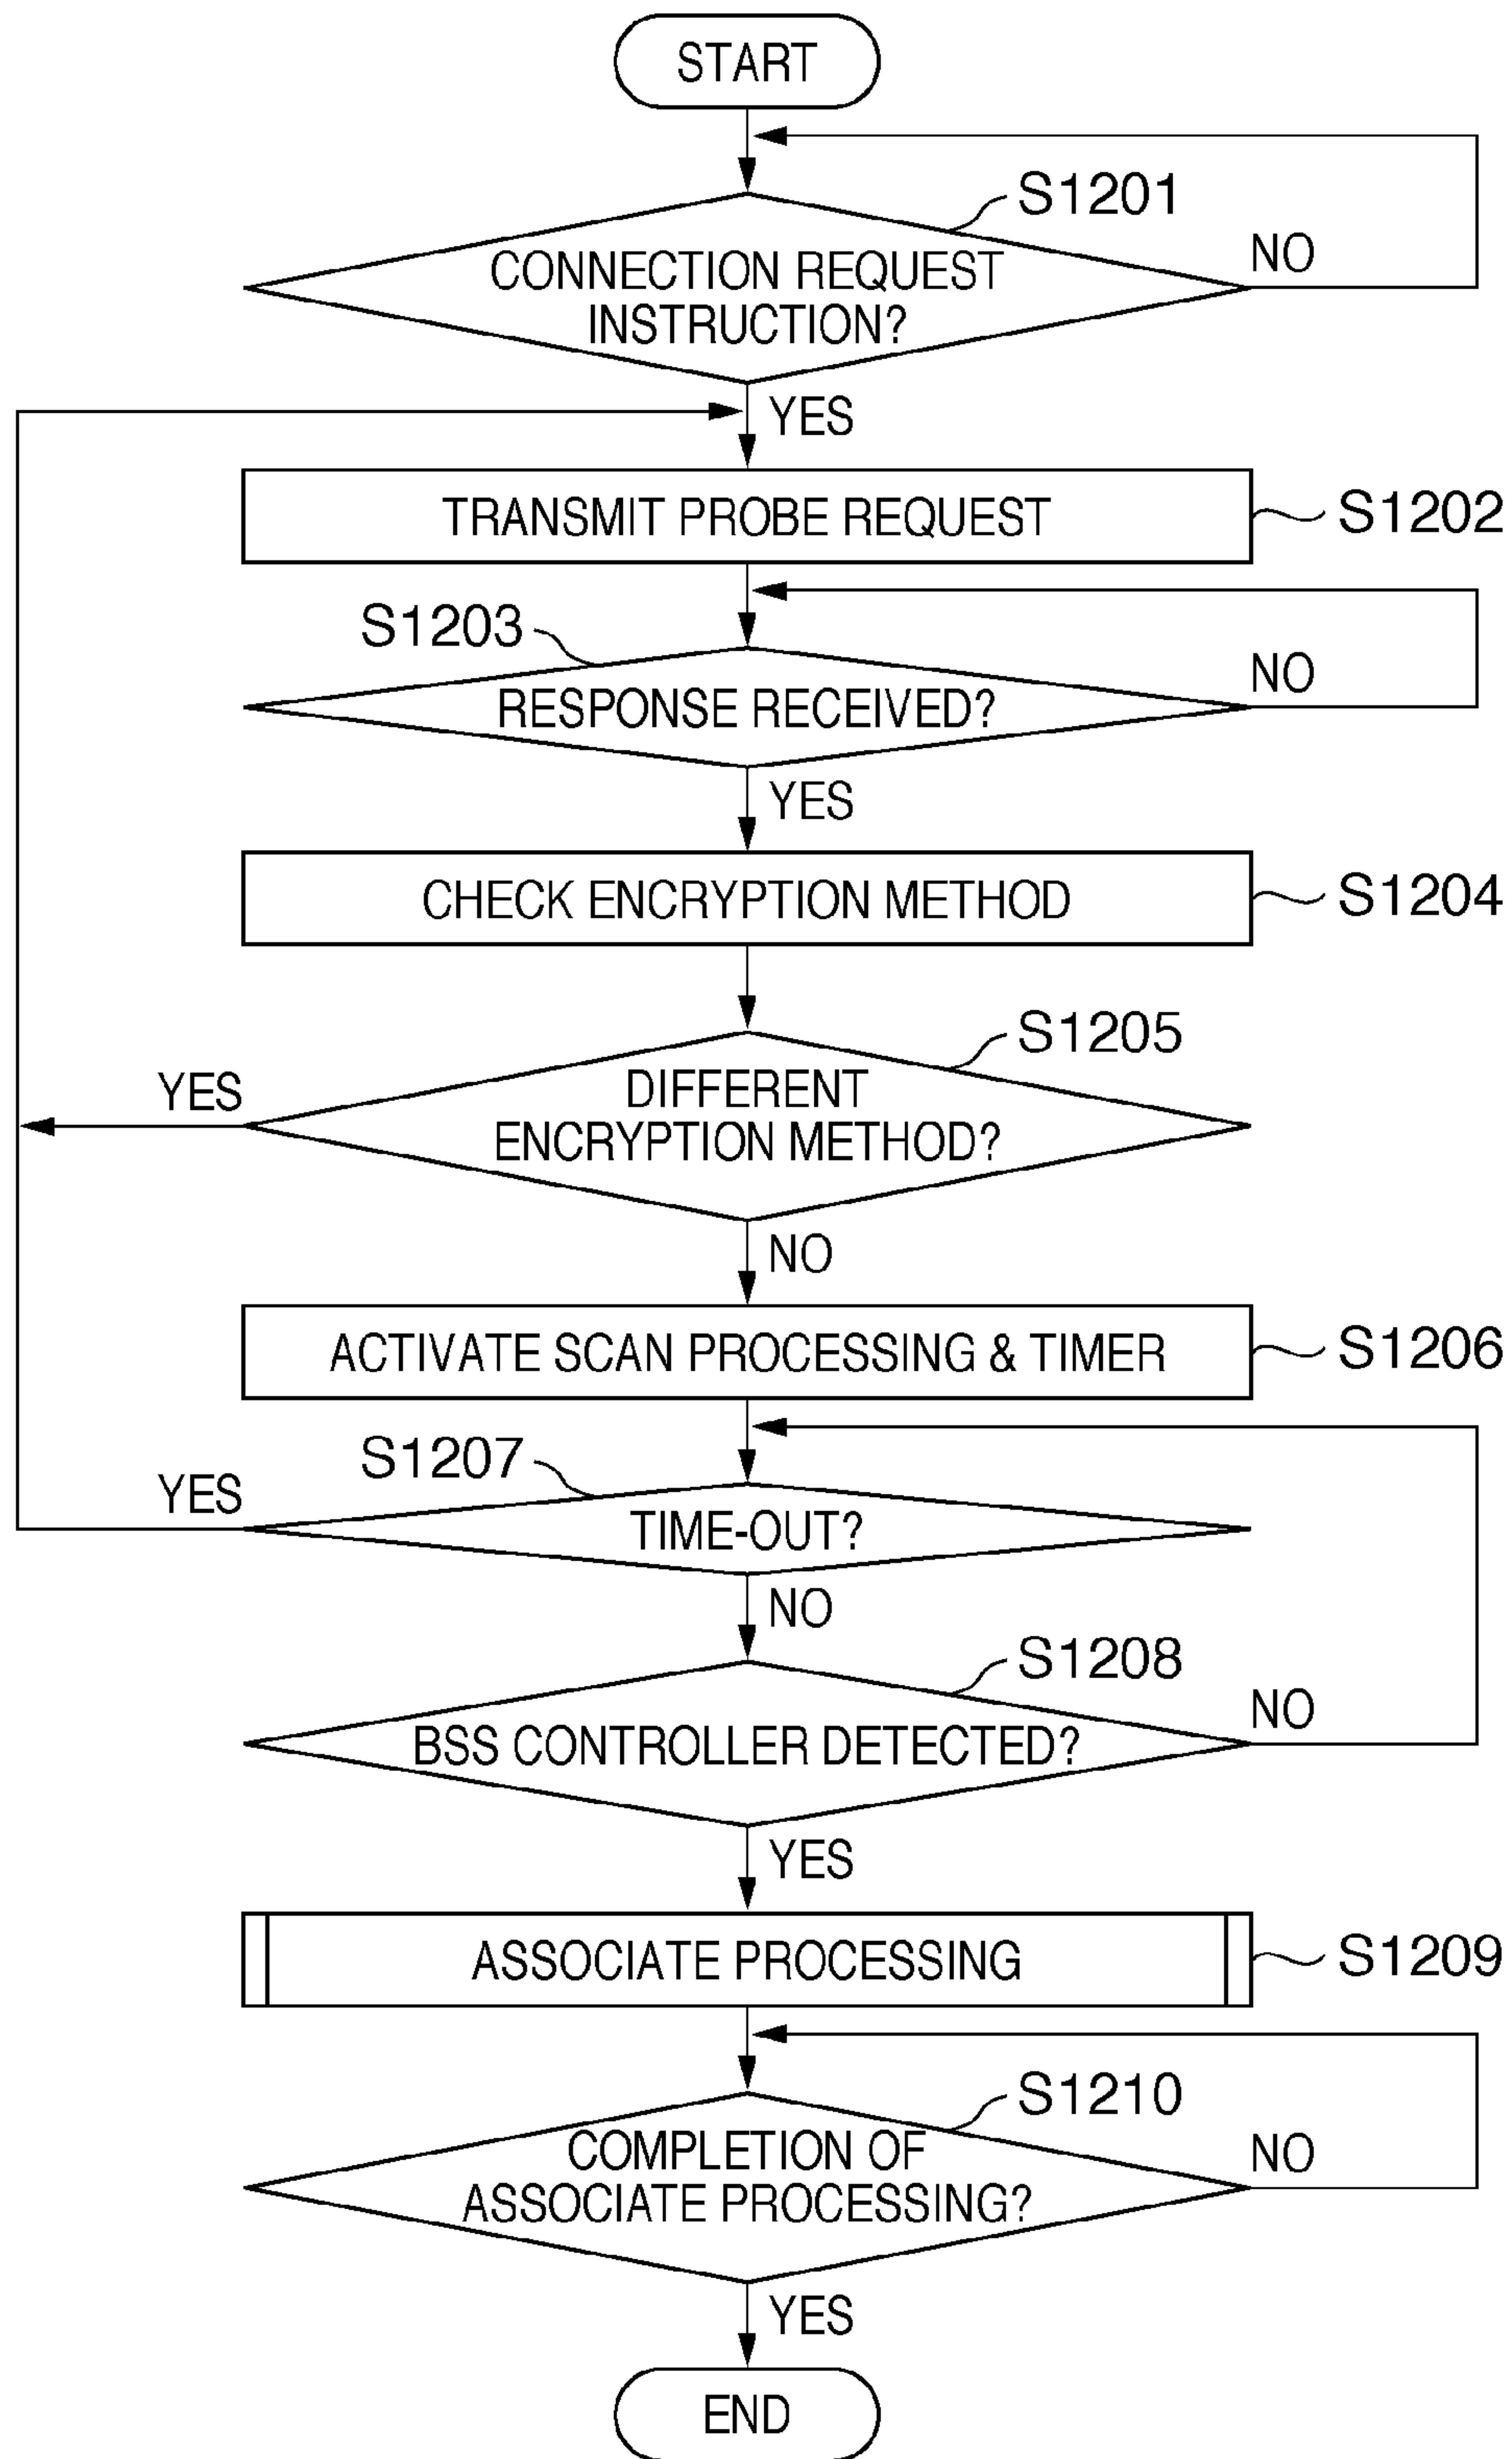 START
S1201
CONNECTION REQUEST
INSTRUCTION?
NO
YES
TRANSMIT PROBE REQUEST
S1202
S1203
RESPONSE RECEIVED?
NO
YES
CHECK ENCRYPTION METHOD
S1204
S1205
DIFFERENT
ENCRYPTION METHOD?
YES
NO
ACTIVATE SCAN PROCESSING & TIMER
S1206
S1207
YES
TIME-OUT?
NO
S1208
BSS CONTROLLER DETECTED?
NO
YES
ASSOCIATE PROCESSING
S1209
S1210
COMPLETION OF
ASSOCIATE PROCESSING?
NO
YES
END